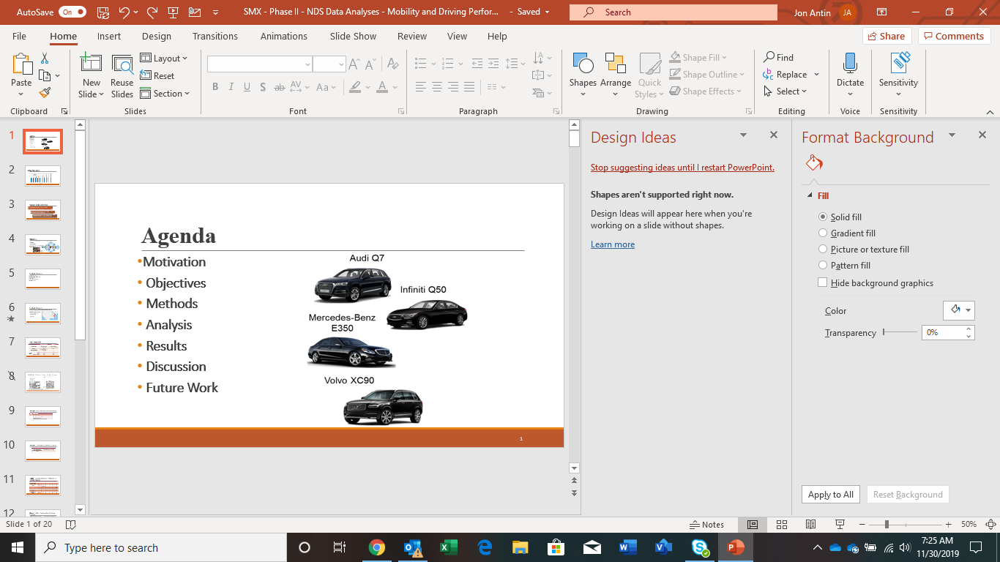 AutoSave On
SMX - Phase II - NDS Data Analyses - Mobility and Driving Perfor... - Saved
Search
Jon Antin JA
File Home Insert Design Transitions Animations Slide Show Review View Help
Share Comments
Paste
Clipboard
New Slide
Reuse Slides
Layout
Reset
Section
Slides
B I U S ab AV Aa A
Font
Paragraph
Shapes Arrange
Quick Styles
Shape Fill
Shape Outline
Shape Effects
Drawing
Find
Replace
Select
Editing
Dictate
Voice
Sensitivity
Sensitivity
1
2
3
4
5
6
7
8
9
10
11
12
Agenda
•Motivation
• Objectives
• Methods
• Analysis
• Results
• Discussion
• Future Work
Audi Q7
Infiniti Q50
Mercedes-Benz
E350
Volvo XC90
1
Design Ideas
Stop suggesting ideas until I restart PowerPoint.
Shapes aren't supported right now.
Design Ideas will appear here when you're
working on a slide without shapes.
Learn more
Format Background
Fill
Solid fill
Gradient fill
Picture or texture fill
Pattern fill
Hide background graphics
Color
Transparency 0%
Apply to All Reset Background
Slide 1 of 20
Notes
50%
Type here to search
7:25 AM
11/30/2019